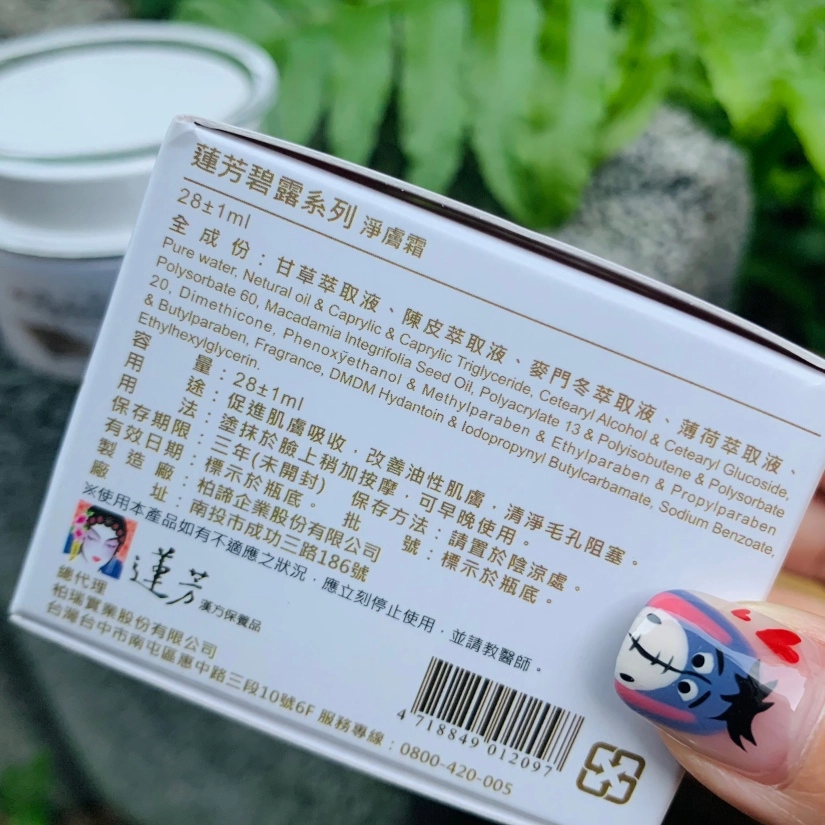 蓮芳碧露系列 淨膚霜
28±1ml
全成份：甘草萃取液、陳皮萃取液、麥門冬萃取液、薄荷萃取液、
Pure water, Netural oil & Caprylic & Caprylic Triglyceride, Cetearyl Alcohol & Cetearyl Glucoside,
Polysorbate 60, Macadamia Integrifolia Seed Oil, Polyacrylate 13 & Polyisobutene & Polysorbate
20, Dimethicone, Phenoxyethanol & Methylparaben & Ethylparaben & Propylparaben
& Butylparaben, Fragrance, DMDM Hydantoin & Iodopropynyl Butylcarbamate, Sodium Benzoate,
Ethylhexylglycerin.
容量：28±1ml
用途：促進肌膚吸收，改善油性肌膚，清淨毛孔阻塞。
用法：塗抹於臉上稍加按摩，可早晚使用。
保存期限：三年(未開封) 保存方法：請置於陰涼處。
有效日期：標示於瓶底。 批號：標示於瓶底。
製造廠：柏諦企業股份有限公司
廠址：南投市成功三路186號
※使用本產品如有不適應之狀況，應立刻停止使用，並請教醫師。
蓮芳 漢方保養品
總代理
柏瑞實業股份有限公司
台灣台中市南屯區惠中路三段10號6F 服務專線：0800-420-005
4 718849 012097